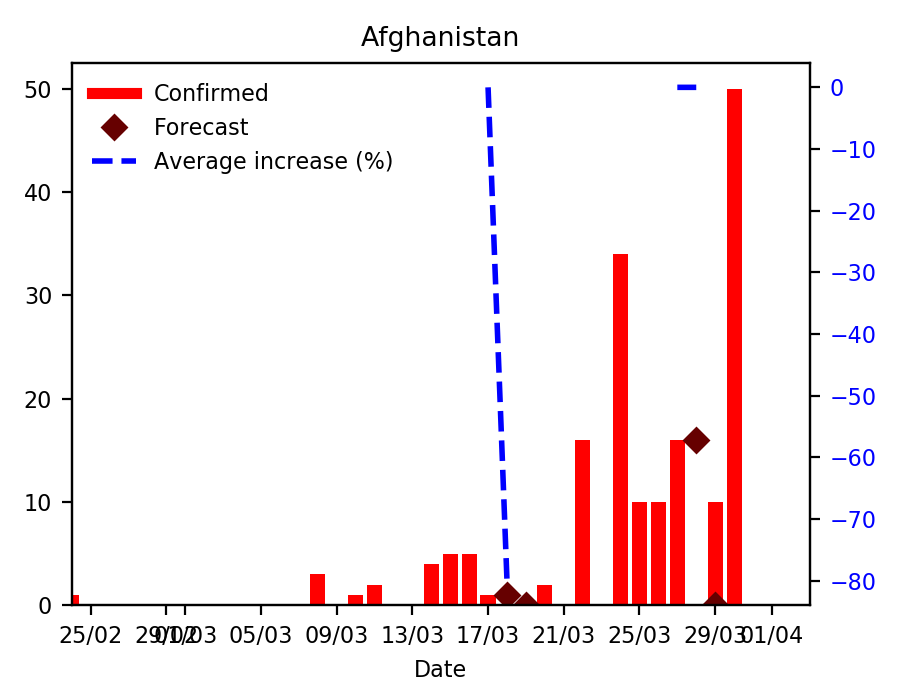 Afghanistan
Confirmed
Forecast
Average increase (%)
50
40
30
20
10
0
0
−10
−20
−30
−40
−50
−60
−70
−80
25/02 29/02 01/03 05/03 09/03 13/03 17/03 21/03 25/03 29/03 01/04
Date